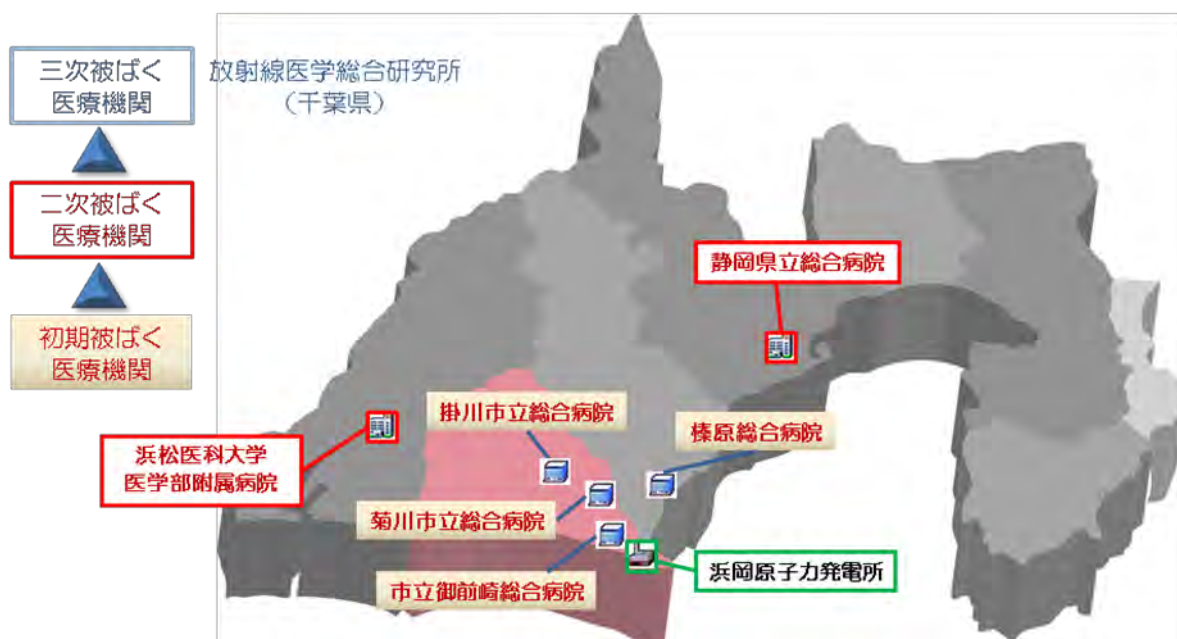 三次被ばく
医療機関
放射線医学総合研究所
（千葉県）
二次被ばく
医療機関
初期被ばく
医療機関
静岡県立総合病院
掛川市立総合病院
榛原総合病院
浜松医科大学
医学部附属病院
菊川市立総合病院
浜岡原子力発電所
市立御前崎総合病院